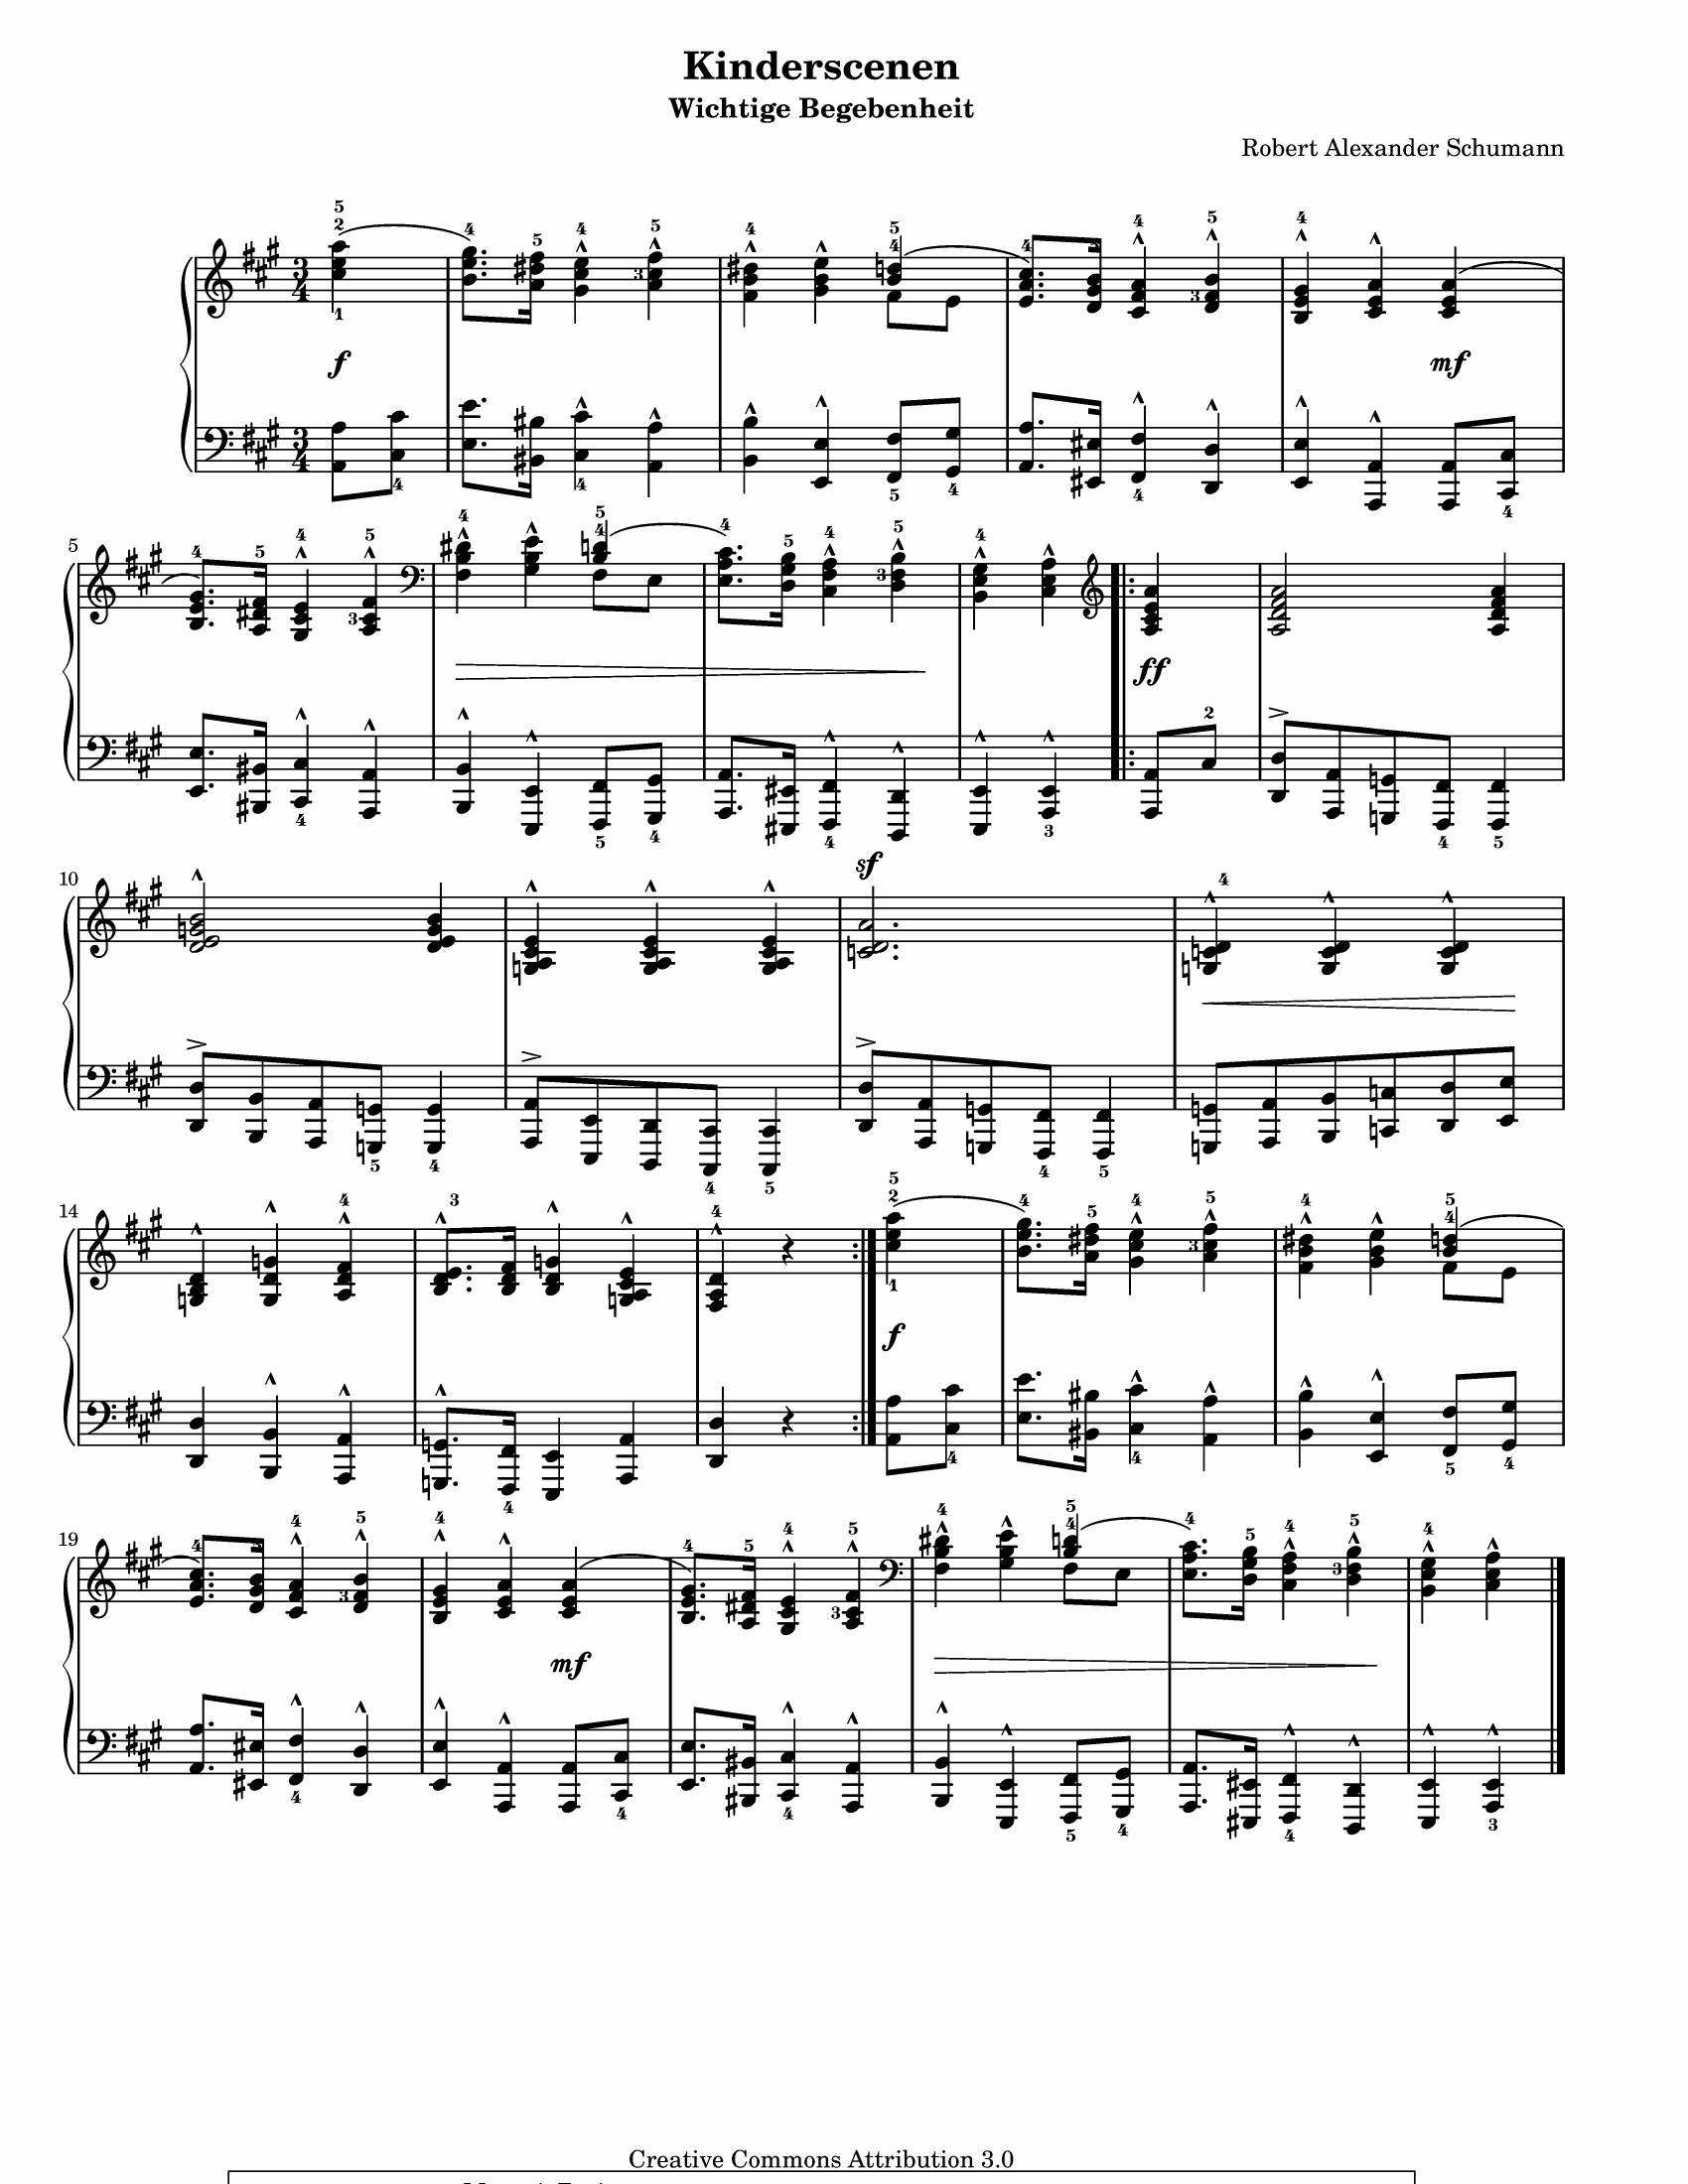 Kinderscenen
Wichtige Begebenheit
Robert Alexander Schumann
f
mf
5
ff
10
sf
14
f
19
mf
Creative Commons Attribution 3.0